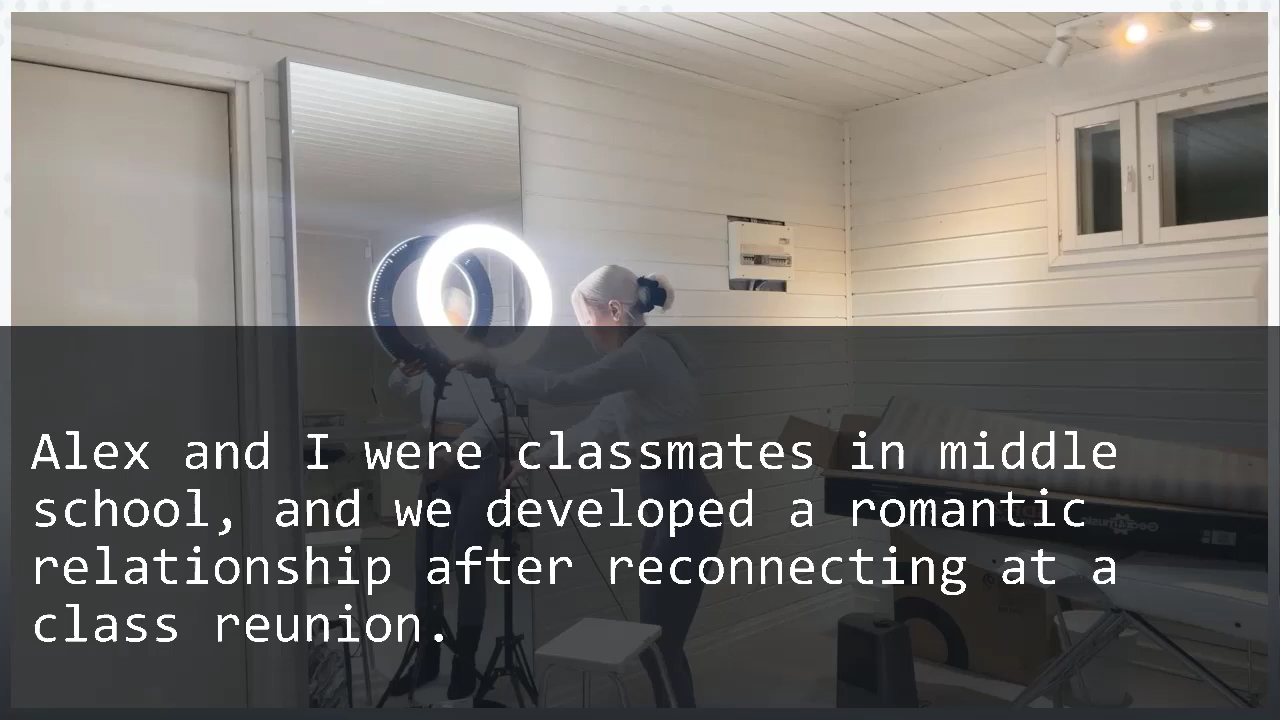 Alex and I were classmates in middle
school, and we developed a romantic
relationship after reconnecting at a
class reunion.